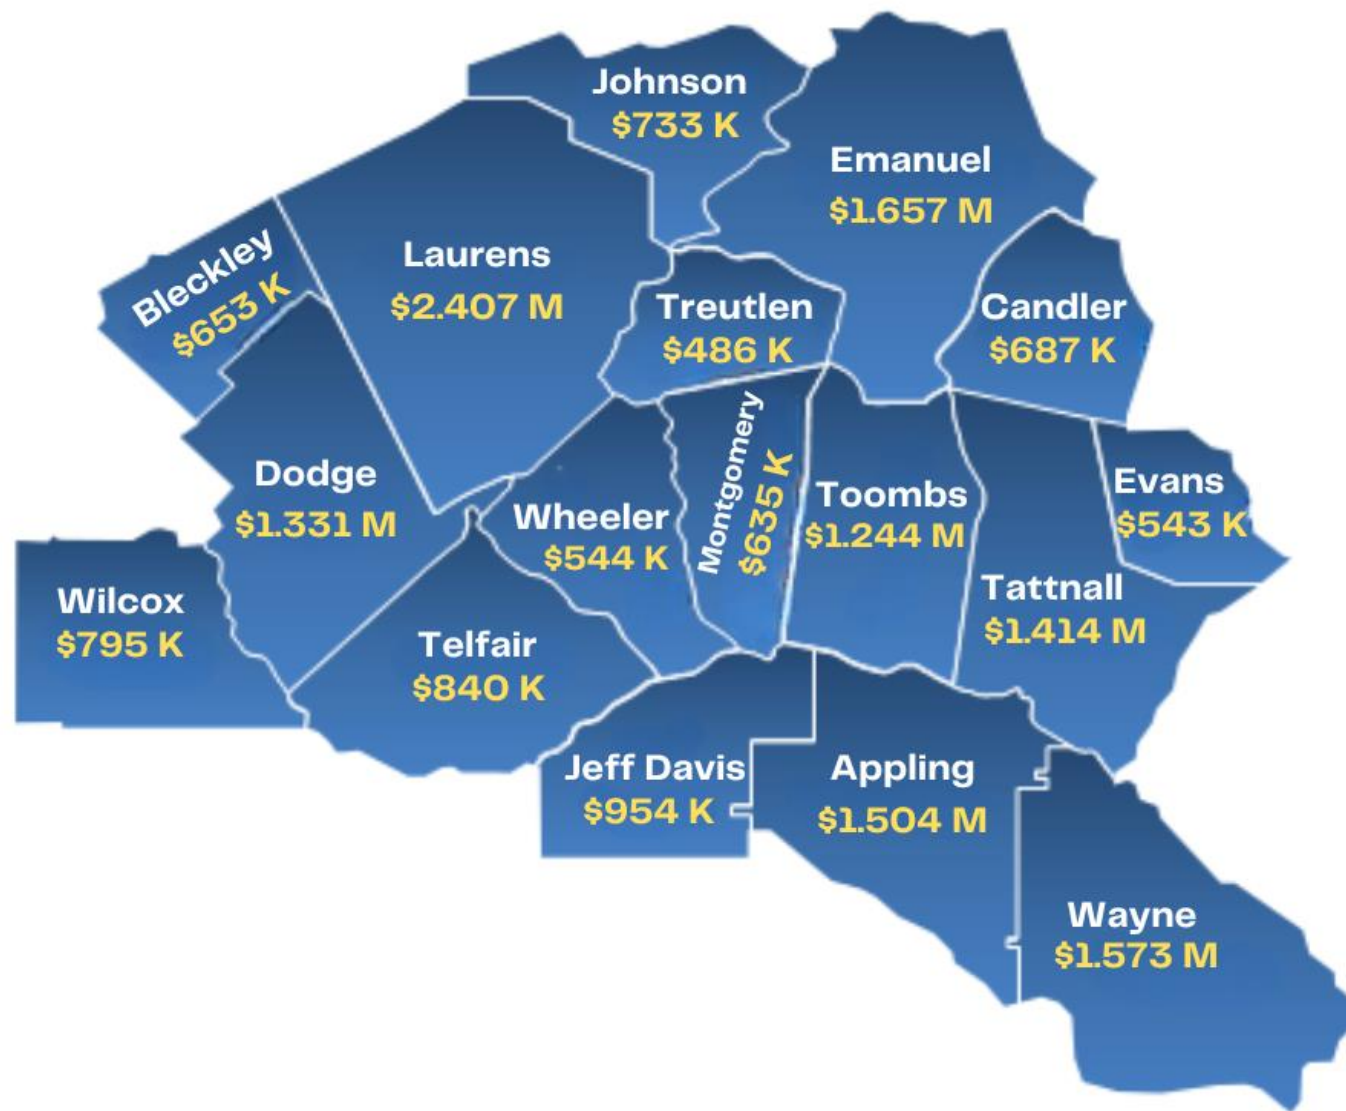 Johnson
$733 K
Emanuel
$1.657 M
Bleckley
$653 K
Laurens
$2.407 M
Treutlen
$486 K
Candler
$687 K
Dodge
$1.331 M
Wheeler
$544 K
Montgomery
$635 K
Toombs
$1.244 M
Evans
$543 K
Wilcox
$795 K
Telfair
$840 K
Tattnall
$1.414 M
Jeff Davis
$954 K
Appling
$1.504 M
Wayne
$1.573 M